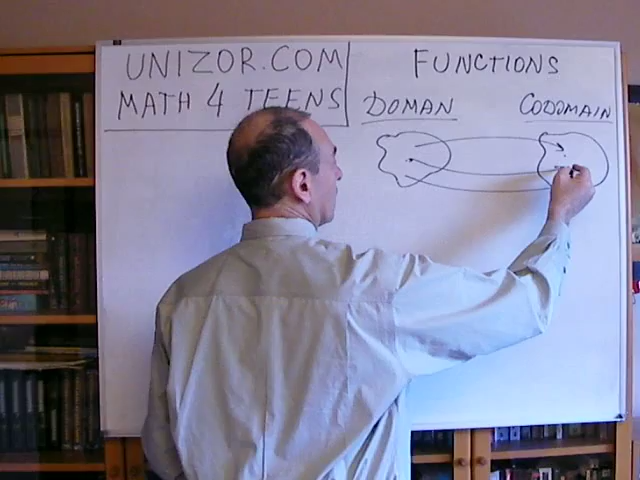 UNIZOR.COM
MATH 4 TEENS
FUNCTIONS
DOMAN
CODOMAIN